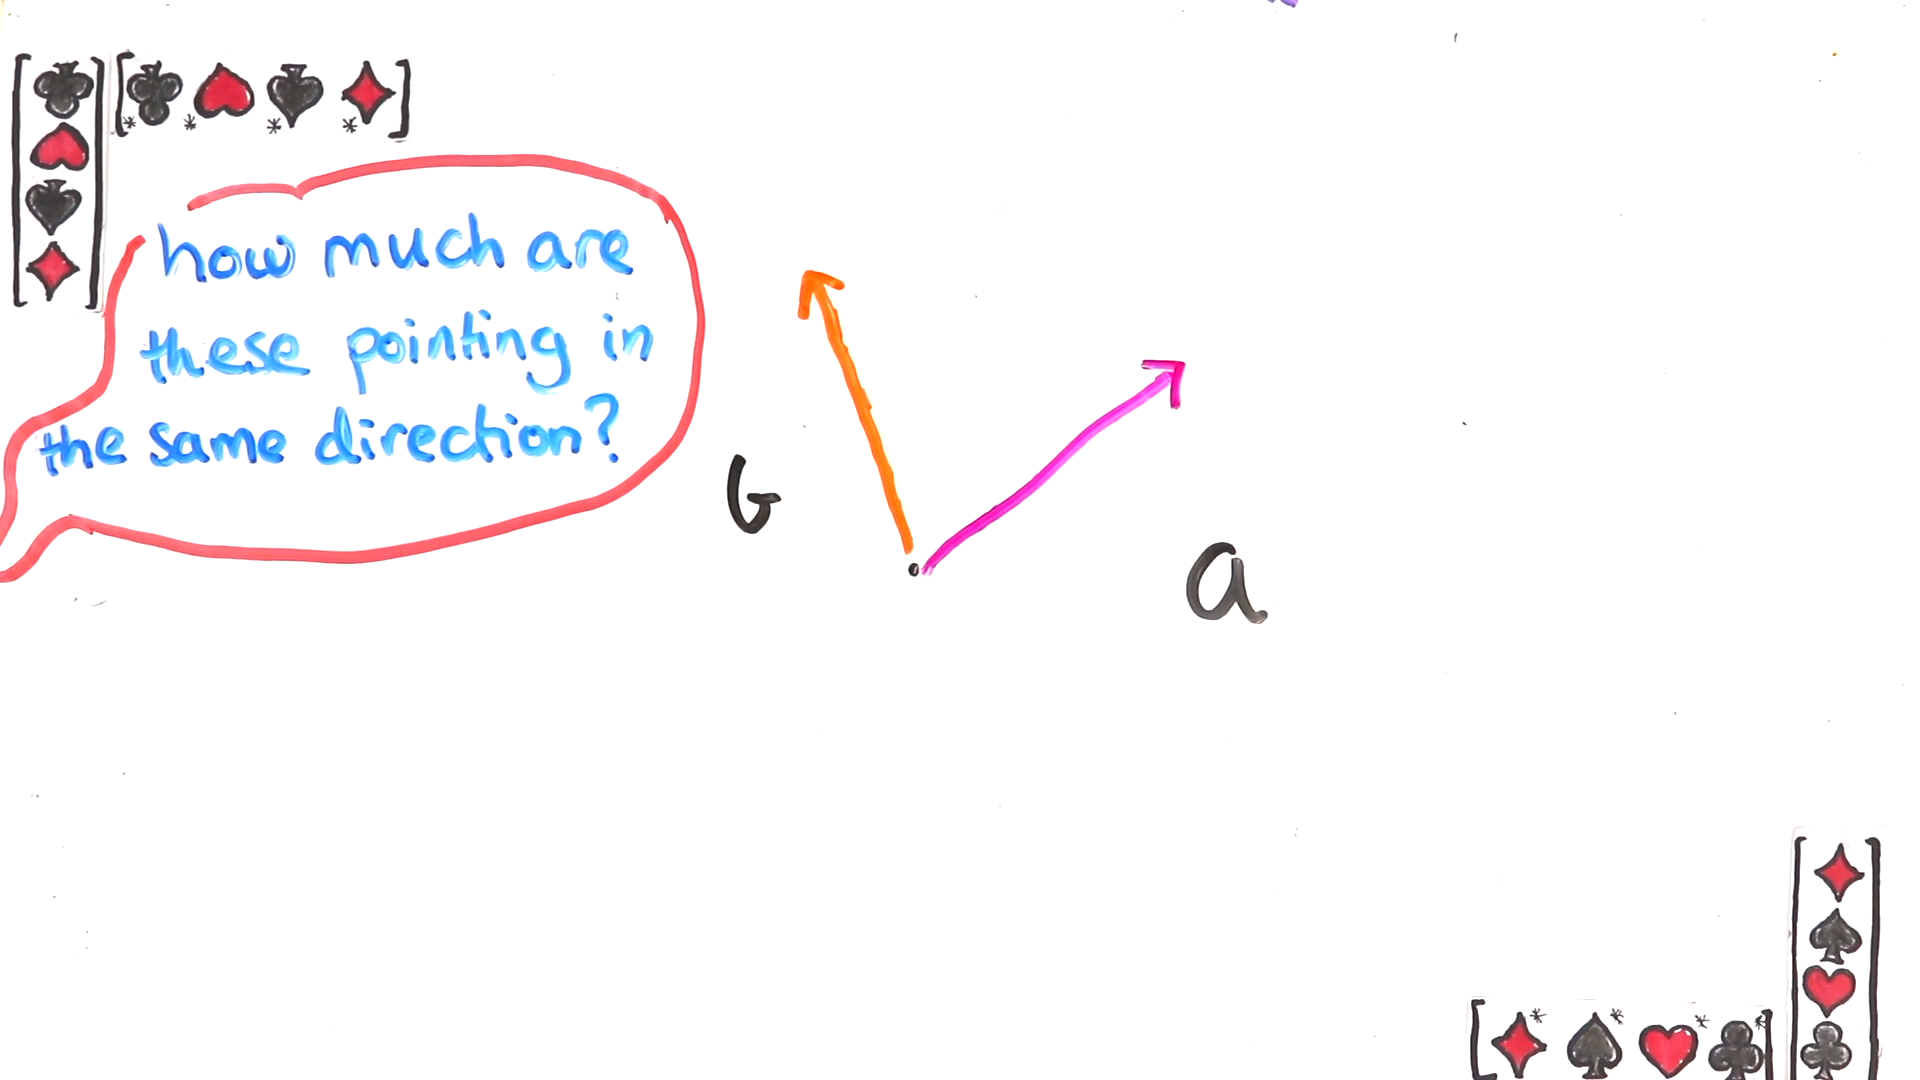 how much are
these pointing in
the same direction?
b
a